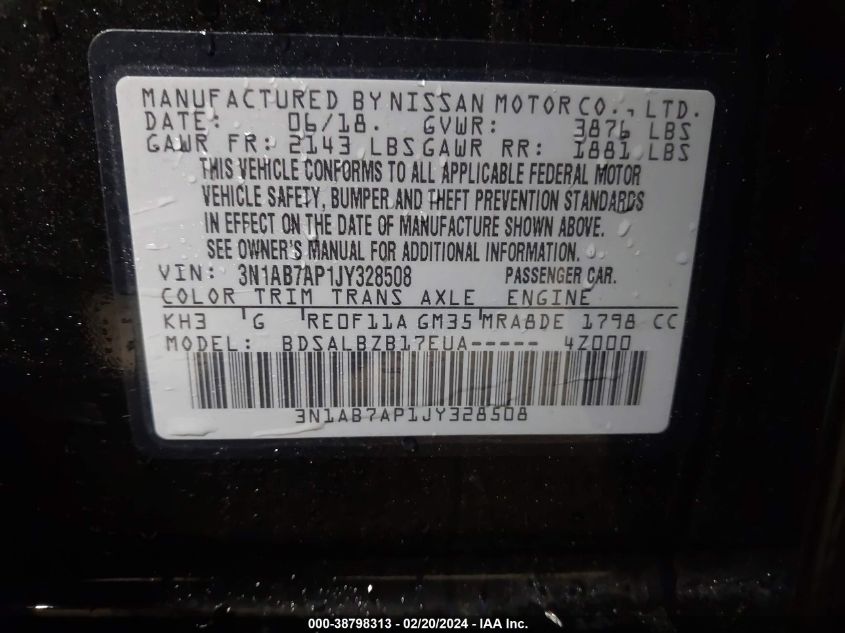 MANUFACTURED BY NISSAN MOTOR CO., LTD.
DATE: 06/18. GVWR: 3876 LBS
GAWR FR: 2143 LBS GAWR RR: 1881 LBS
THIS VEHICLE CONFORMS TO ALL APPLICABLE FEDERAL MOTOR
VEHICLE SAFETY, BUMPER AND THEFT PREVENTION STANDARDS
IN EFFECT ON THE DATE OF MANUFACTURE SHOWN ABOVE.
SEE OWNER'S MANUAL FOR ADDITIONAL INFORMATION.
VIN: 3N1AB7AP1JY328508 PASSENGER CAR.
COLOR TRIM TRANS AXLE ENGINE
KH3 G RE0F11A GM35 MRA8DE 1798 CC
MODEL: BDSALBZB17EUA----- 4Z000
3N1AB7AP1JY328508
000-38798313 - 02/20/2024 - IAA Inc.